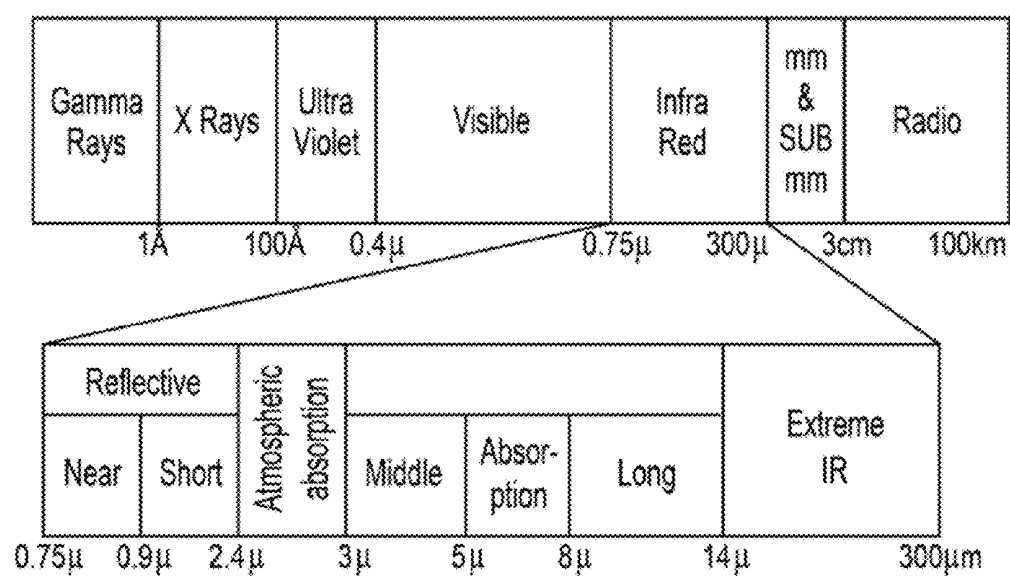 Gamma
Rays
X Rays
Ultra
Violet
Visible
Infra
Red
mm
&
SUB
mm
Radio
1Å 100Å 0.4μ 0.75μ 300μ 3cm 100km
Reflective
Near
Short
Atmospheric
absorption
Middle
Absor-
ption
Long
Extreme
IR
0.75μ 0.9μ 2.4μ 3μ 5μ 8μ 14μ 300μm